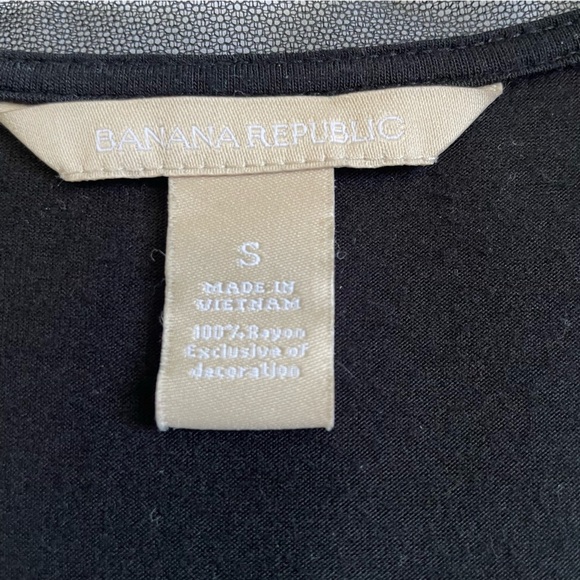 BANANA REPUBLIC
S
MADE IN
VIETNAM
100% Rayon
Exclusive of
decoration